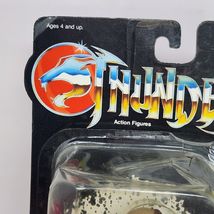 Ages 4 and up.
THUNDE
Action Figures